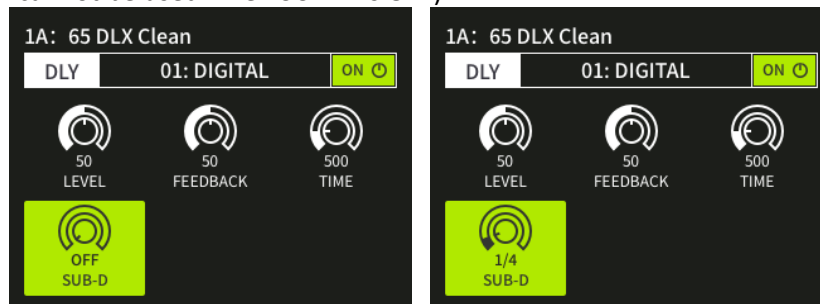 1A: 65 DLX Clean
DLY 01: DIGITAL ON
50 50 500
LEVEL FEEDBACK TIME
OFF
SUB-D
1A: 65 DLX Clean
DLY 01: DIGITAL ON
50 50 500
LEVEL FEEDBACK TIME
1/4
SUB-D